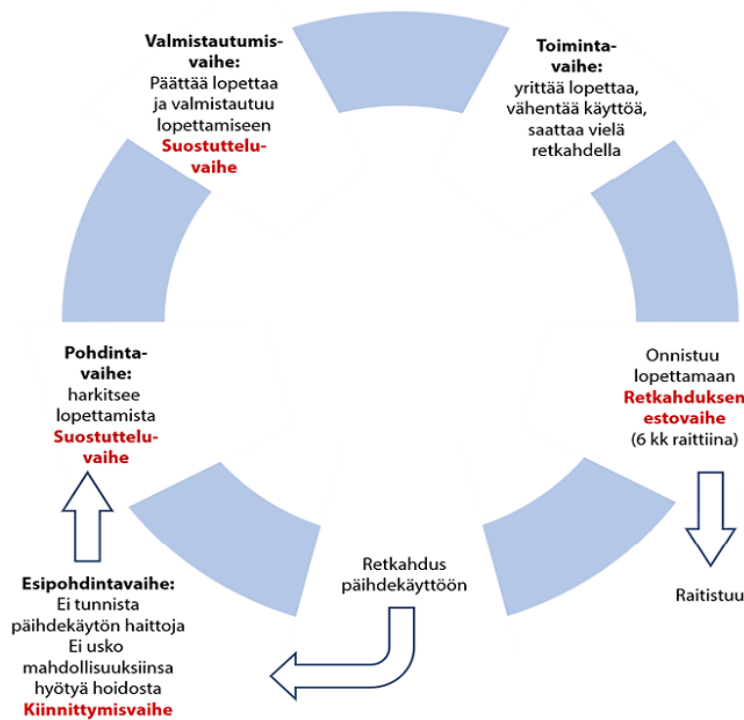 Valmistautumis-
vaihe:
Päättää lopettaa
ja valmistautuu
lopettamiseen
Suostuttelu-
vaihe
Toiminta-
vaihe:
yrittää lopettaa,
vähentää käyttöä,
saattaa vielä
retkahdella
Pohdinta-
vaihe:
harkitsee
lopettamista
Suostuttelu-
vaihe
Onnistuu
lopettamaan
Retkahduksen
estovaihe
(6 kk raittiina)
Esipohdintavaihe:
Ei tunnista
päihdekäytön haittoja
Ei usko
mahdollisuuksiinsa
hyötyä hoidosta
Kiinnittymisvaihe
Retkahdus
päihdekäyttöön
Raitistuu